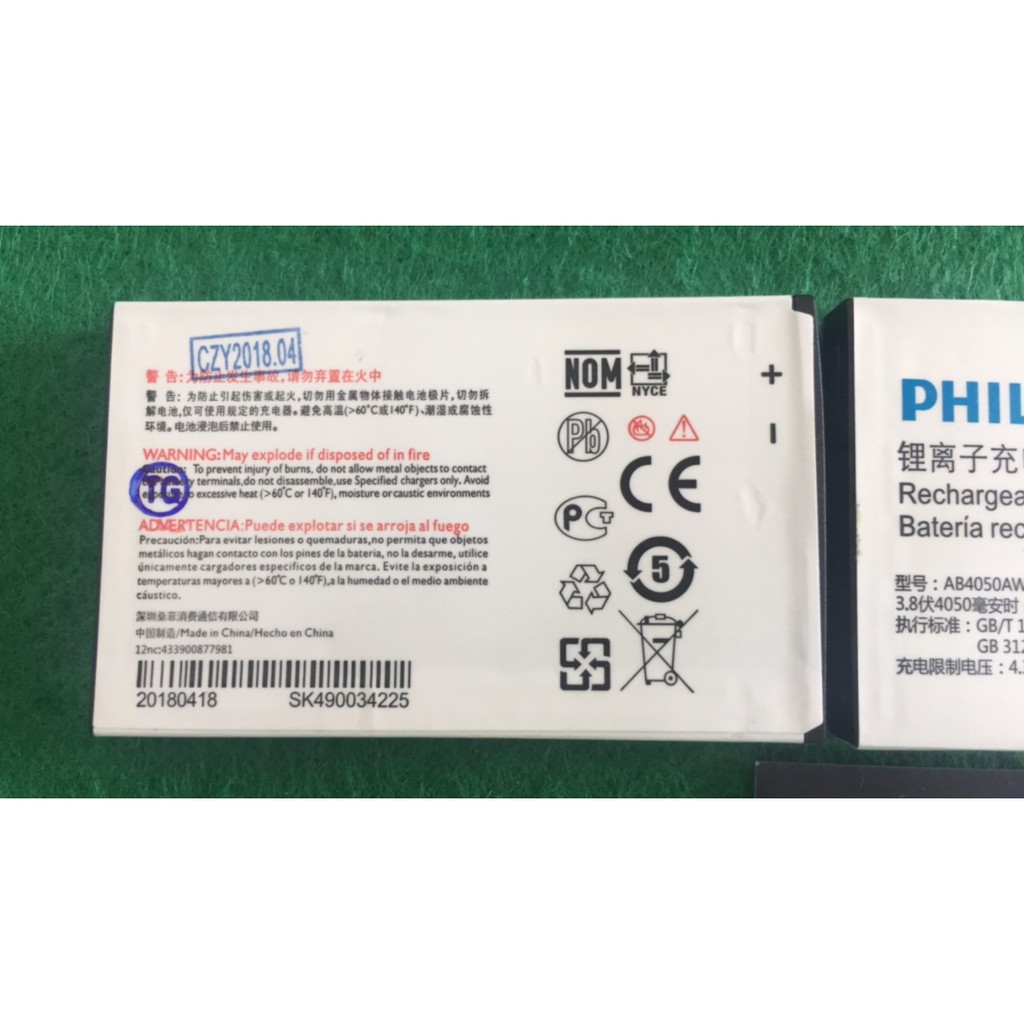 CZY2018.04
警 告：为防止发生事故，请勿弃置在火中
警 告：为防止引起伤害或起火，切勿用金属物体接触电池极片，切勿拆
解电池，仅可使用规定的充电器。避免高温(>60℃或140℉)、潮湿或腐蚀性
环境。电池浸泡后禁止使用。
WARNING: May explode if disposed of in fire
Caution: To prevent injury of burns, do not allow metal objects to contact
battery terminals,do not disassemble,use Specified chargers only. Avoid
to excessive heat (>60°C or 140°F), moisture or caustic environments
TG
ADVERTENCIA:Puede explotar si se arroja al fuego
Precaución:Para evitar lesiones o quemaduras,no permita que objetos
metálicos hagan contacto con los pines de la bateria, no la desarme, utilice
únicamente cargadores especificos de la marca. Evite la exposición a
temperaturas mayores a (>60°C o 140°F),a la humedad o el medio ambiente
cáustico.
深圳桑菲消费通信有限公司
中国制造/Made in China/Hecho en China
12nc:433900877981
20180418 SK490034225
NOM NYCE
+
-
Pb
CE
PCT
5
PHIL
锂离子充
Rechargea
Batería rec
型号：AB4050AW
3.8伏4050毫安时
执行标准：GB/T 1
GB 312
充电限制电压：4.